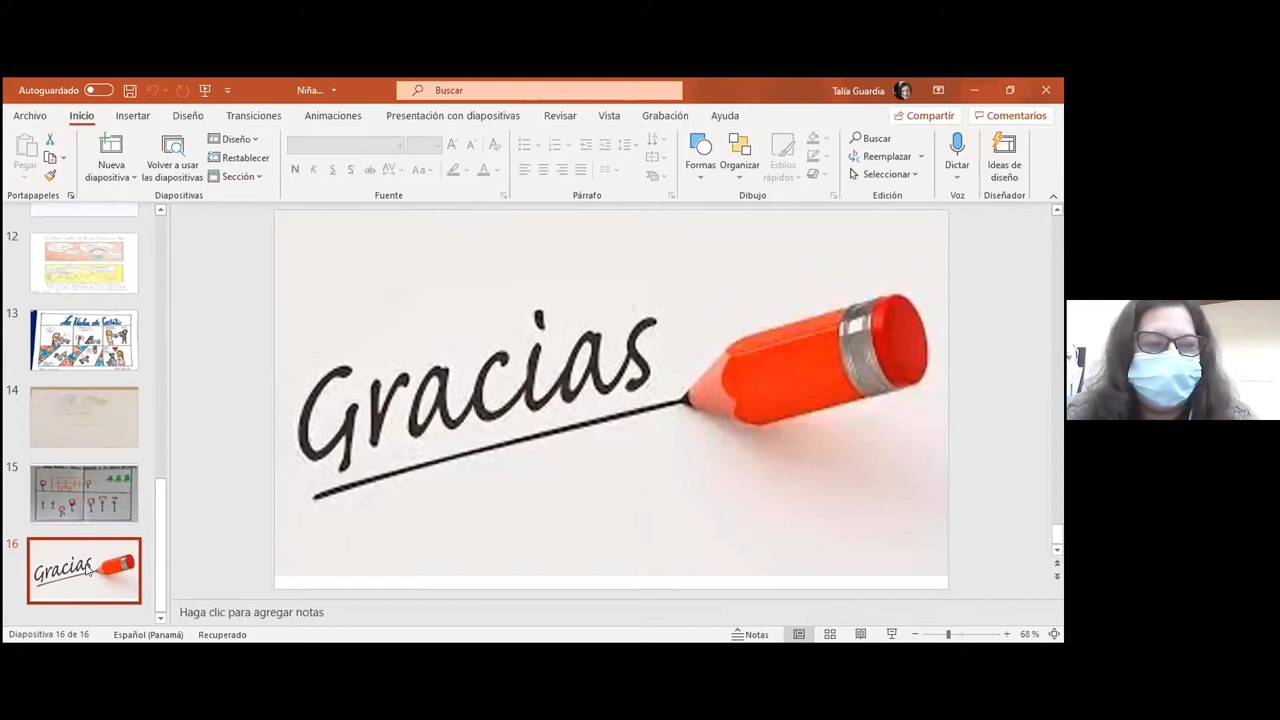 Autoguardado
Niña...
Buscar
Talía Guardia
Archivo Inicio Insertar Diseño Transiciones Animaciones Presentación con diapositivas Revisar Vista Grabación Ayuda
Compartir Comentarios
Pegar
Nueva diapositiva
Volver a usar las diapositivas
Diseño
Restablecer
Sección
N K S S ab AV Aa A
Formas
Organizar
Estilos rápidos
Buscar
Reemplazar
Seleccionar
Dictar
Ideas de diseño
Portapapeles Diapositivas Fuente Párrafo Dibujo Edición Voz Diseñador
12
13
14
15
16
Gracias
Gracias
Haga clic para agregar notas
Diapositiva 16 de 16 Español (Panamá) Recuperado Notas 68 %